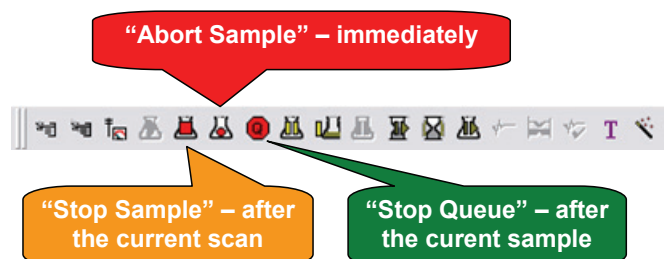 “Abort Sample” – immediately
Q
T
“Stop Sample” – after
the current scan
“Stop Queue” – after
the curent sample